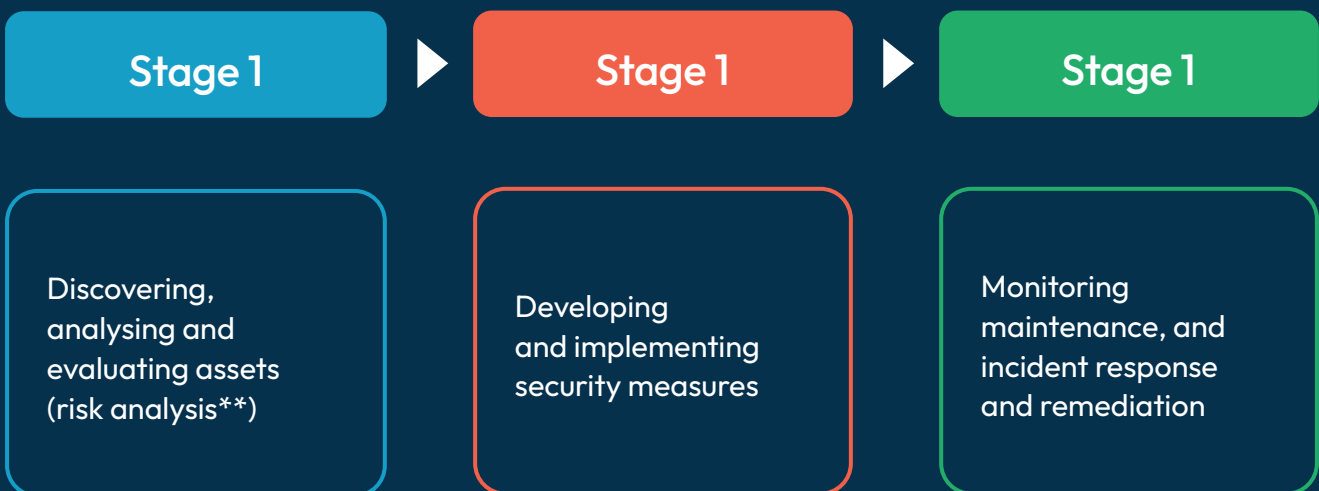 Stage 1
Stage 1
Stage 1
Discovering,
analysing and
evaluating assets
(risk analysis**)
Developing
and implementing
security measures
Monitoring
maintenance, and
incident response
and remediation